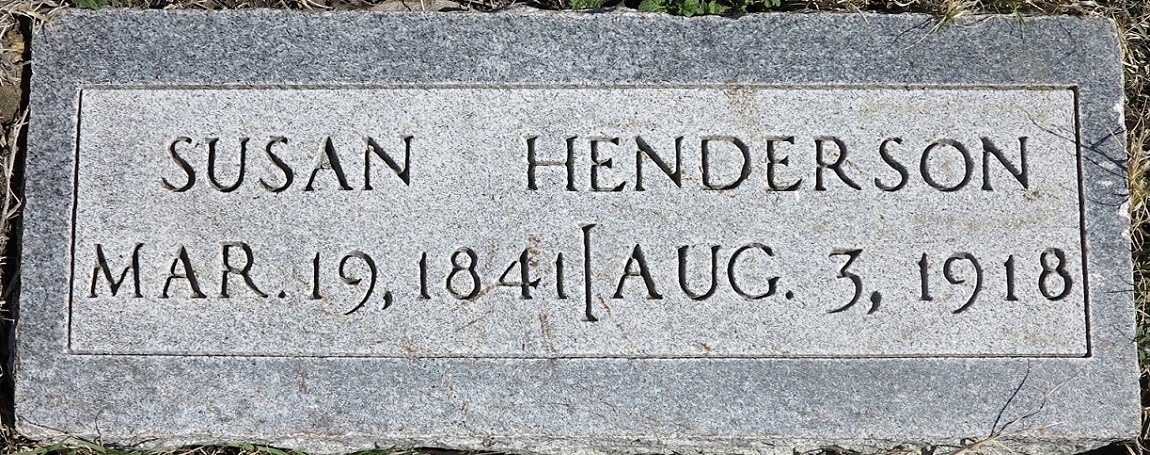 SUSAN HENDERSON
MAR. 19, 1841 | AUG. 3, 1918